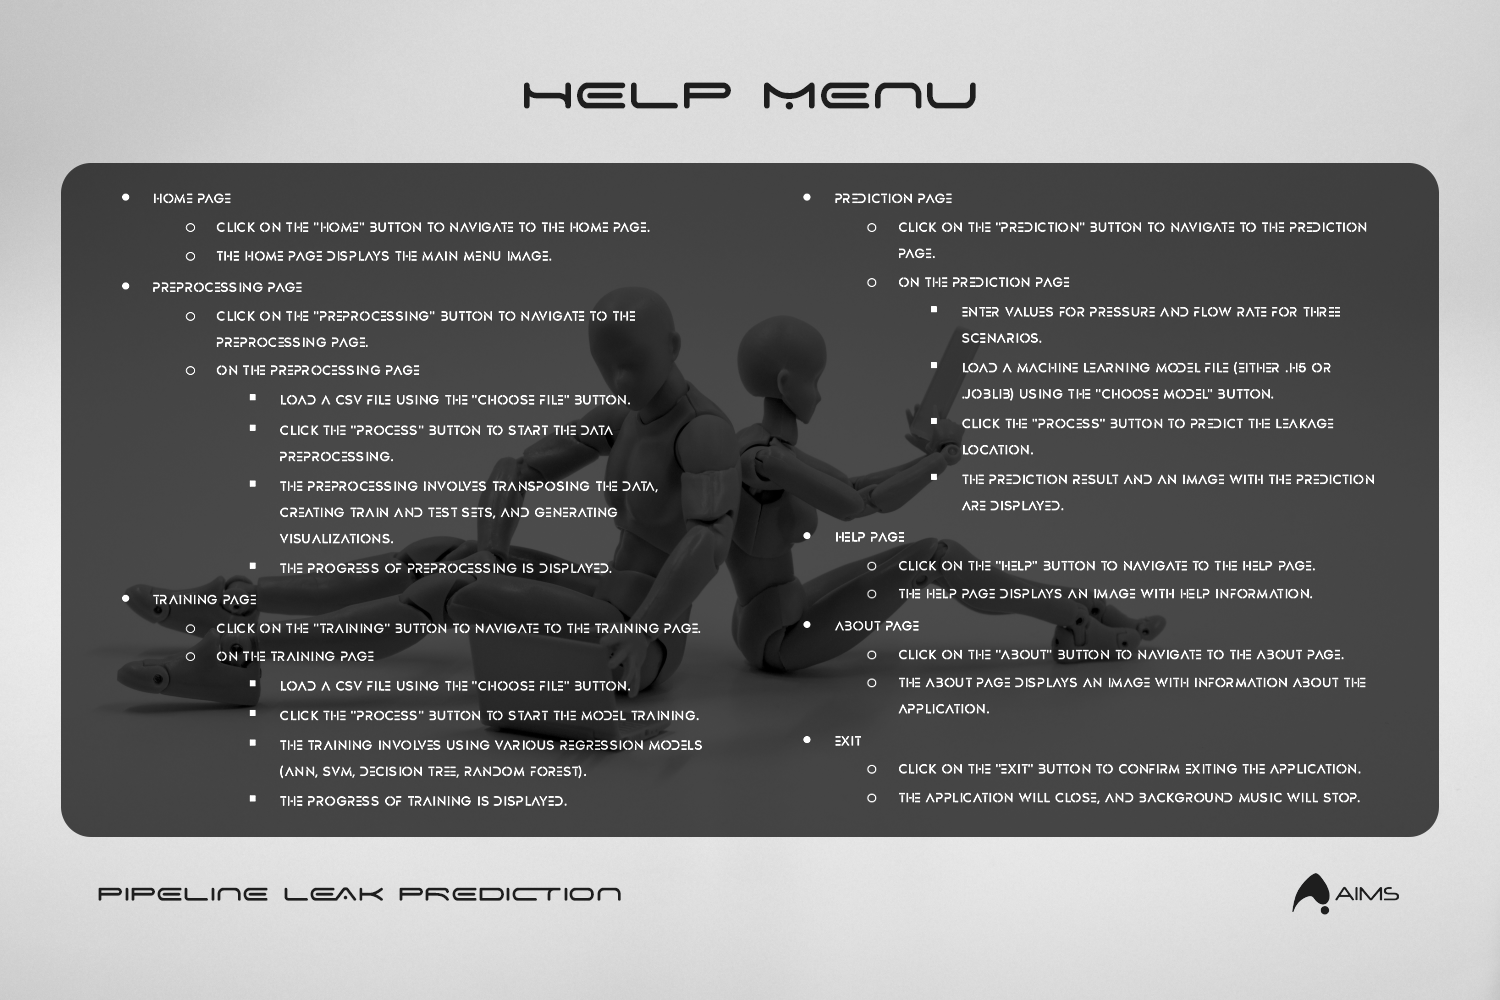 HELP MENU
HOME PAGE
CLICK ON THE "HOME" BUTTON TO NAVIGATE TO THE HOME PAGE.
THE HOME PAGE DISPLAYS THE MAIN MENU IMAGE.
PREPROCESSING PAGE
CLICK ON THE "PREPROCESSING" BUTTON TO NAVIGATE TO THE
PREPROCESSING PAGE.
ON THE PREPROCESSING PAGE
LOAD A CSV FILE USING THE "CHOOSE FILE" BUTTON.
CLICK THE "PROCESS" BUTTON TO START THE DATA
PREPROCESSING.
THE PREPROCESSING INVOLVES TRANSPOSING THE DATA,
CREATING TRAIN AND TEST SETS, AND GENERATING
VISUALIZATIONS.
THE PROGRESS OF PREPROCESSING IS DISPLAYED.
TRAINING PAGE
CLICK ON THE "TRAINING" BUTTON TO NAVIGATE TO THE TRAINING PAGE.
ON THE TRAINING PAGE
LOAD A CSV FILE USING THE "CHOOSE FILE" BUTTON.
CLICK THE "PROCESS" BUTTON TO START THE MODEL TRAINING.
THE TRAINING INVOLVES USING VARIOUS REGRESSION MODELS
(ANN, SVM, DECISION TREE, RANDOM FOREST).
THE PROGRESS OF TRAINING IS DISPLAYED.
PREDICTION PAGE
CLICK ON THE "PREDICTION" BUTTON TO NAVIGATE TO THE PREDICTION
PAGE.
ON THE PREDICTION PAGE
ENTER VALUES FOR PRESSURE AND FLOW RATE FOR THREE
SCENARIOS.
LOAD A MACHINE LEARNING MODEL FILE (EITHER .H5 OR
.JOBLIB) USING THE "CHOOSE MODEL" BUTTON.
CLICK THE "PROCESS" BUTTON TO PREDICT THE LEAKAGE
LOCATION.
THE PREDICTION RESULT AND AN IMAGE WITH THE PREDICTION
ARE DISPLAYED.
HELP PAGE
CLICK ON THE "HELP" BUTTON TO NAVIGATE TO THE HELP PAGE.
THE HELP PAGE DISPLAYS AN IMAGE WITH HELP INFORMATION.
ABOUT PAGE
CLICK ON THE "ABOUT" BUTTON TO NAVIGATE TO THE ABOUT PAGE.
THE ABOUT PAGE DISPLAYS AN IMAGE WITH INFORMATION ABOUT THE
APPLICATION.
EXIT
CLICK ON THE "EXIT" BUTTON TO CONFIRM EXITING THE APPLICATION.
THE APPLICATION WILL CLOSE, AND BACKGROUND MUSIC WILL STOP.
PIPELINE LEAK PREDICTION
AIMS